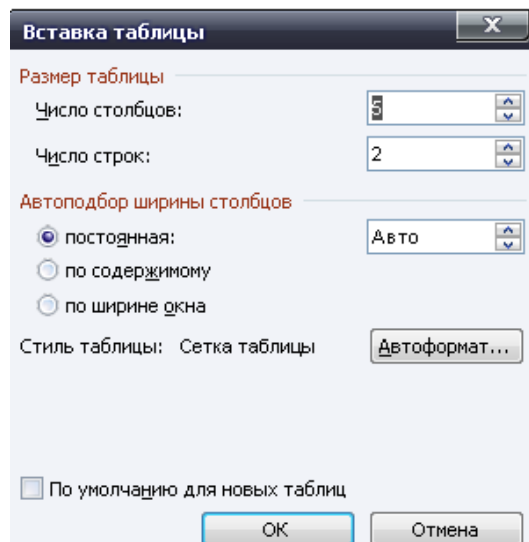 Вставка таблицы
Размер таблицы
Число столбцов: 5
Число строк: 2
Автоподбор ширины столбцов
постоянная: Авто
по содержимому
по ширине окна
Стиль таблицы: Сетка таблицы Автоформат...
По умолчанию для новых таблиц
ОК Отмена